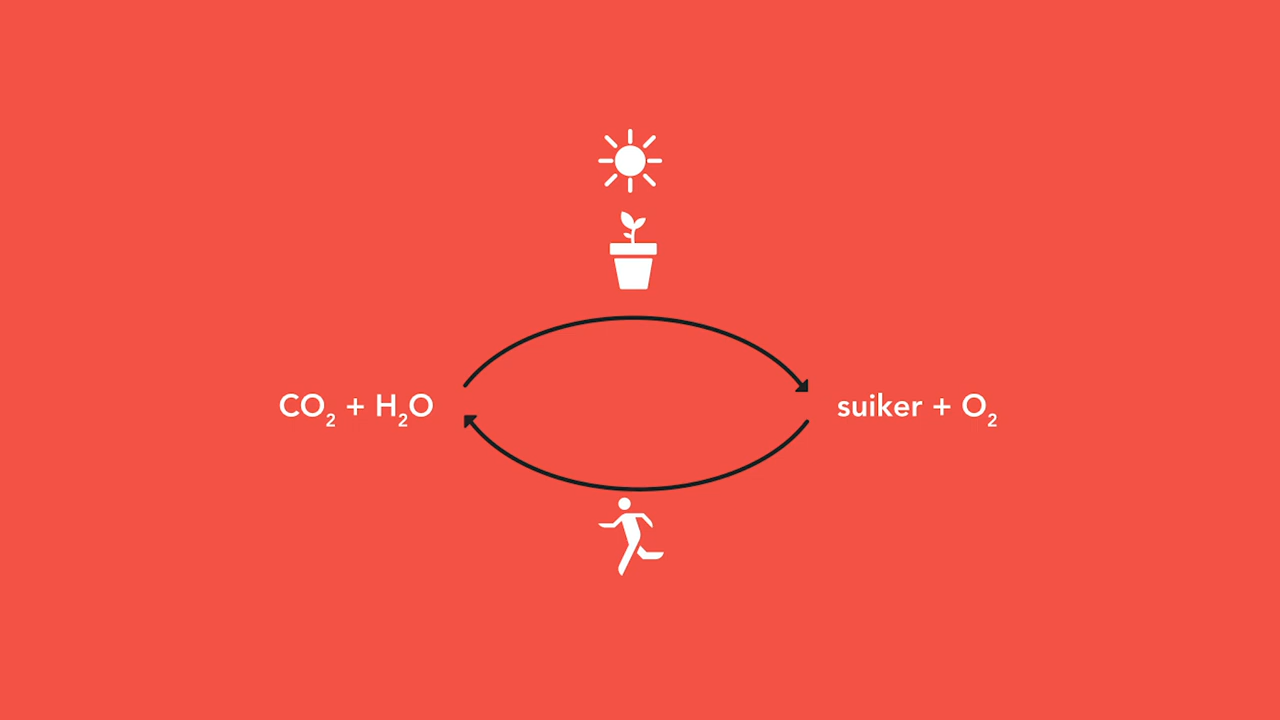 CO₂ + H₂O
suiker + O₂